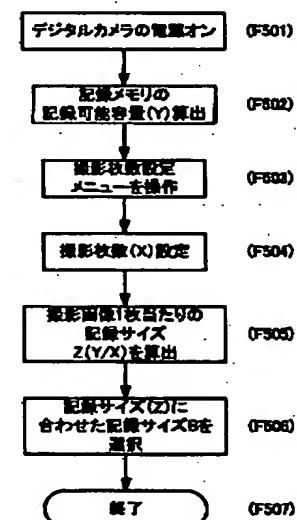 デジタルカメラの電源オン
(F501)
記録メモリの
記録可能容量(Y)算出
(F502)
撮影枚数設定
メニューを操作
(F503)
撮影枚数(X)設定
(F504)
撮影画像1枚当たりの
記録サイズ
Z(Y/X)を算出
(F505)
記録サイズ(Z)に
合わせた記録サイズBを
選択
(F506)
終了
(F507)